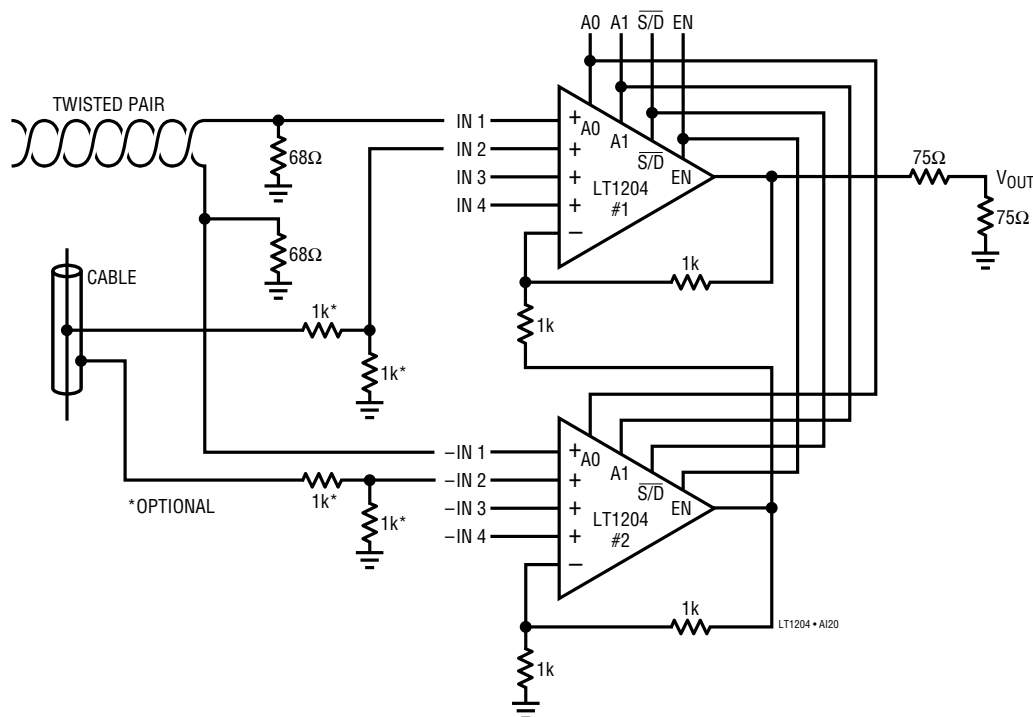 A0 A1 S/D EN
TWISTED PAIR
IN 1
+
A0
68Ω
IN 2
+
A1
IN 3
+
S/D
75Ω
VOUT
IN 4
+
EN
LT1204
#1
75Ω
–
68Ω
CABLE
1k
1k*
1k
1k*
–IN 1
+
A0
–IN 2
+
A1
1k*
*OPTIONAL
–IN 3
+
S/D
1k*
–IN 4
+
EN
LT1204
#2
–
1k
LT1204 • AI20
1k